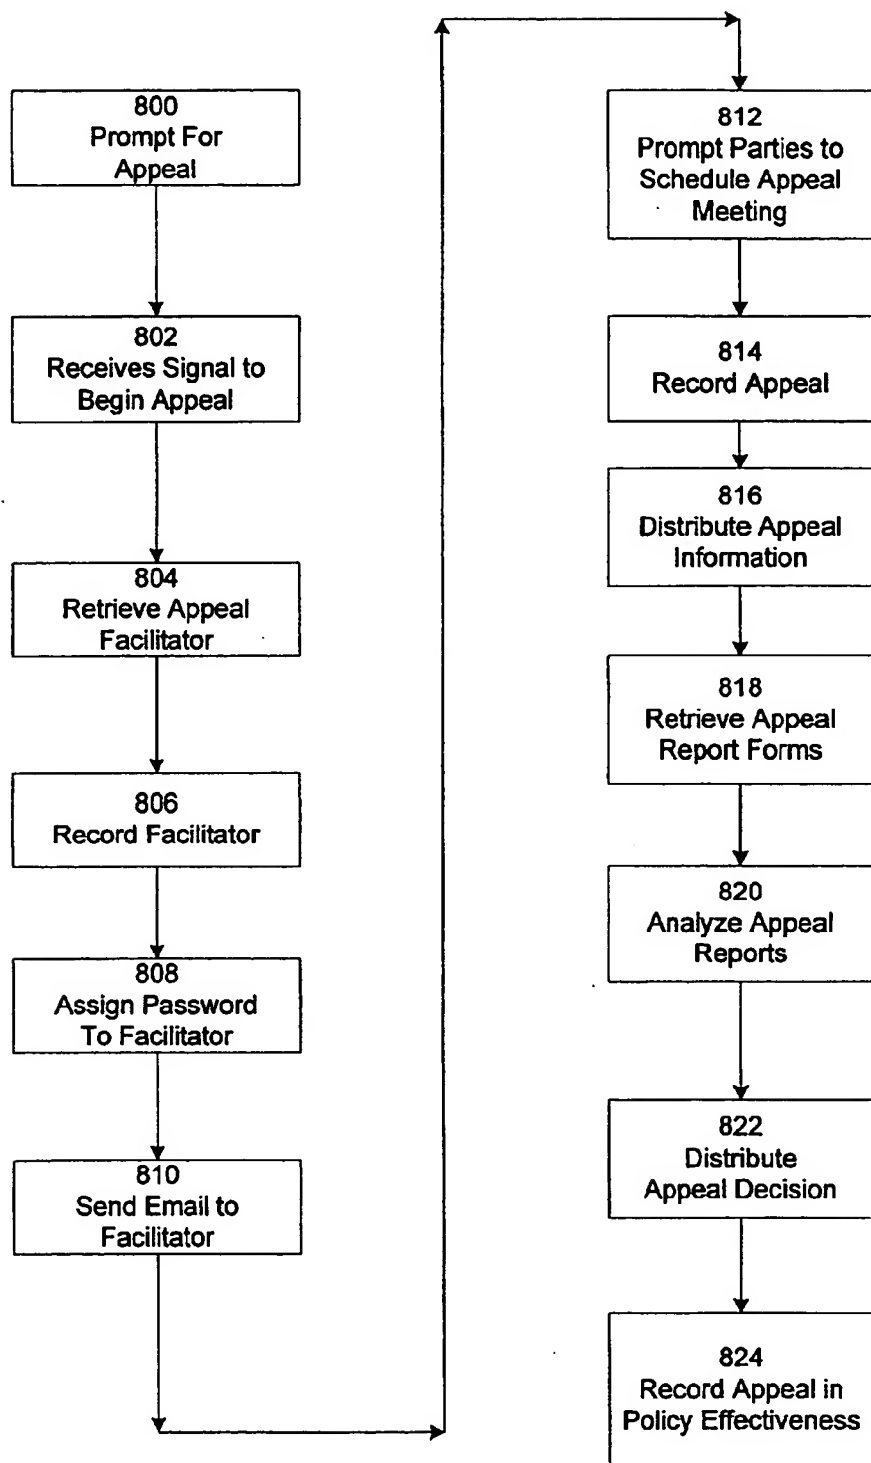 800
Prompt For
Appeal
802
Receives Signal to
Begin Appeal
804
Retrieve Appeal
Facilitator
806
Record Facilitator
808
Assign Password
To Facilitator
810
Send Email to
Facilitator
812
Prompt Parties to
Schedule Appeal
Meeting
814
Record Appeal
816
Distribute Appeal
Information
818
Retrieve Appeal
Report Forms
820
Analyze Appeal
Reports
822
Distribute
Appeal Decision
824
Record Appeal in
Policy Effectiveness